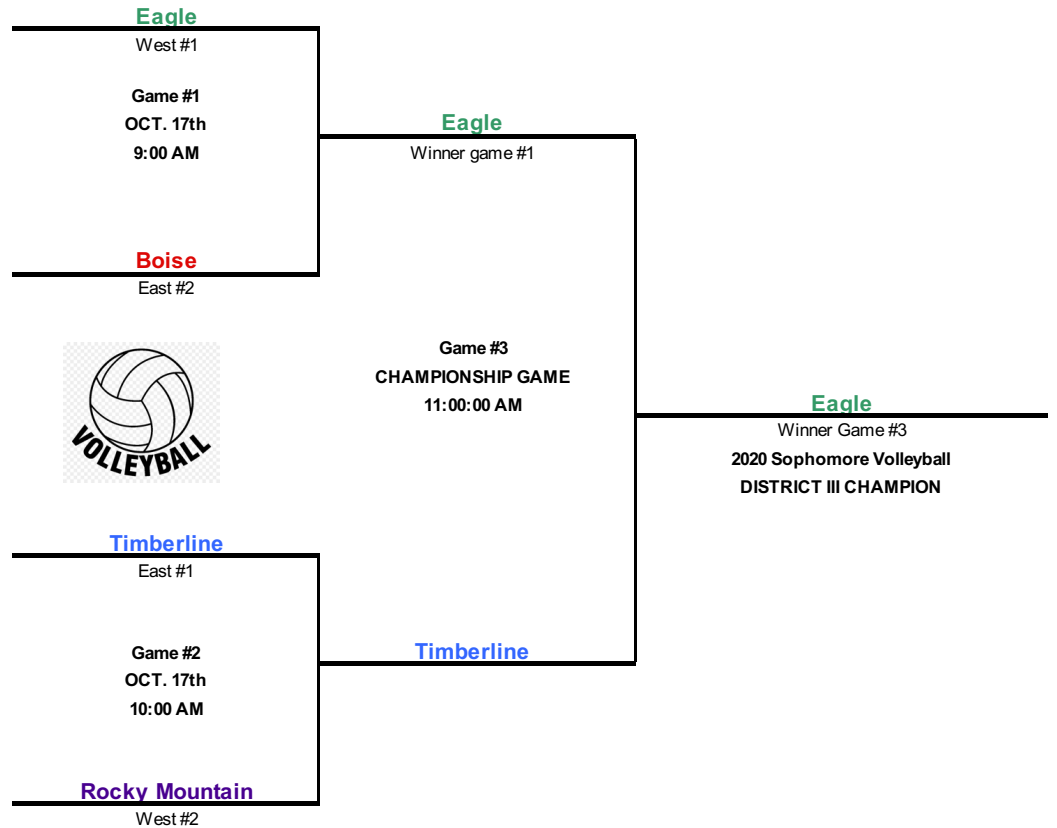 Eagle
West #1
Game #1
OCT. 17th
9:00 AM
Eagle
Winner game #1
Boise
East #2
VOLLEYBALL
Game #3
CHAMPIONSHIP GAME
11:00:00 AM
Eagle
Winner Game #3
2020 Sophomore Volleyball
DISTRICT III CHAMPION
Timberline
East #1
Game #2
OCT. 17th
10:00 AM
Timberline
Rocky Mountain
West #2